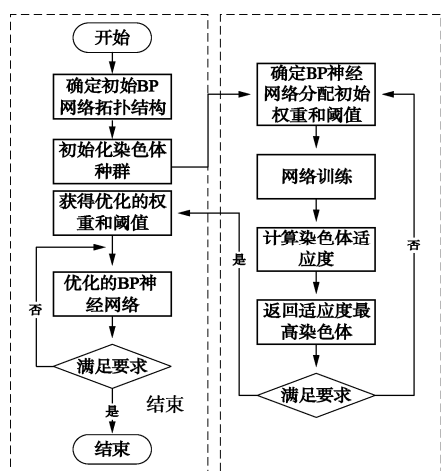 开始
确定初始BP
网络拓扑结构
初始化染色体
种群
获得优化的
权重和阈值
否
优化的BP神
经网络
满足要求
是
结束
结束
确定BP神经
网络分配初始
权重和阈值
网络训练
计算染色体适
应度
是
否
返回适应度最
高染色体
满足要求